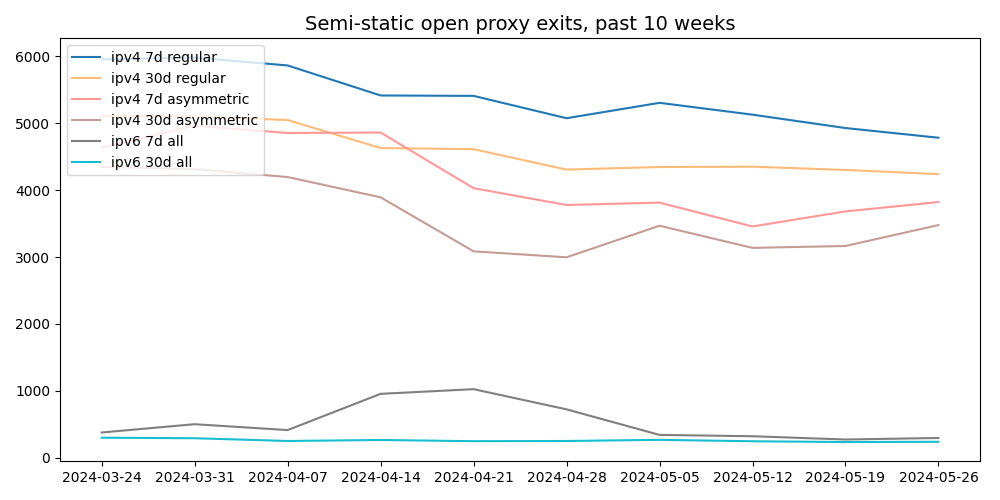 Semi-static open proxy exits, past 10 weeks
ipv4 7d regular
ipv4 30d regular
ipv4 7d asymmetric
ipv4 30d asymmetric
ipv6 7d all
ipv6 30d all
6000
5000
4000
3000
2000
1000
0
2024-03-24 2024-03-31 2024-04-07 2024-04-14 2024-04-21 2024-04-28 2024-05-05 2024-05-12 2024-05-19 2024-05-26